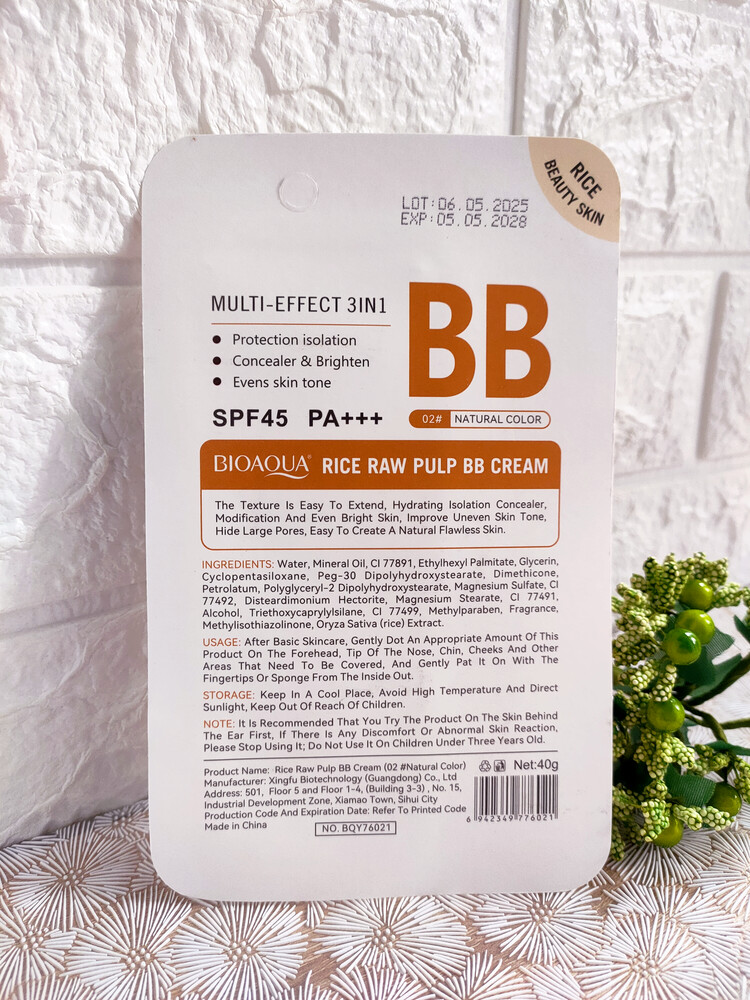 RICE
BEAUTY SKIN
LOT:06.05.2025
EXP:05.05.2028
MULTI-EFFECT 3IN1
BB
● Protection isolation
● Concealer & Brighten
● Evens skin tone
SPF45 PA+++
02# NATURAL COLOR
BIOAQUA® RICE RAW PULP BB CREAM
The Texture Is Easy To Extend, Hydrating Isolation Concealer,
Modification And Even Bright Skin, Improve Uneven Skin Tone,
Hide Large Pores, Easy To Create A Natural Flawless Skin.
INGREDIENTS: Water, Mineral Oil, CI 77891, Ethylhexyl Palmitate, Glycerin,
Cyclopentasiloxane, Peg-30 Dipolyhydroxystearate, Dimethicone,
Petrolatum, Polyglyceryl-2 Dipolyhydroxystearate, Magnesium Sulfate, CI
77492, Disteardimonium Hectorite, Magnesium Stearate, CI 77491,
Alcohol, Triethoxycaprylylsilane, CI 77499, Methylparaben, Fragrance,
Methylisothiazolinone, Oryza Sativa (rice) Extract.
USAGE: After Basic Skincare, Gently Dot An Appropriate Amount Of This
Product On The Forehead, Tip Of The Nose, Chin, Cheeks And Other
Areas That Need To Be Covered, And Gently Pat It On With The
Fingertips Or Sponge From The Inside Out.
STORAGE: Keep In A Cool Place, Avoid High Temperature And Direct
Sunlight, Keep Out Of Reach Of Children.
NOTE: It Is Recommended That You Try The Product On The Skin Behind
The Ear First, If There Is Any Discomfort Or Abnormal Skin Reaction,
Please Stop Using It; Do Not Use It On Children Under Three Years Old.
Product Name: Rice Raw Pulp BB Cream (02 #Natural Color)
Manufacturer: Xingfu Biotechnology (Guangdong) Co., Ltd
Address: 501, Floor 5 and Floor 1-4, (Building 3-3) , No. 15,
Industrial Development Zone, Xiamao Town, Sihui City
Production Code And Expiration Date: Refer To Printed Code
Made in China
NO. BQY76021
Net:40g
6 942349 776021